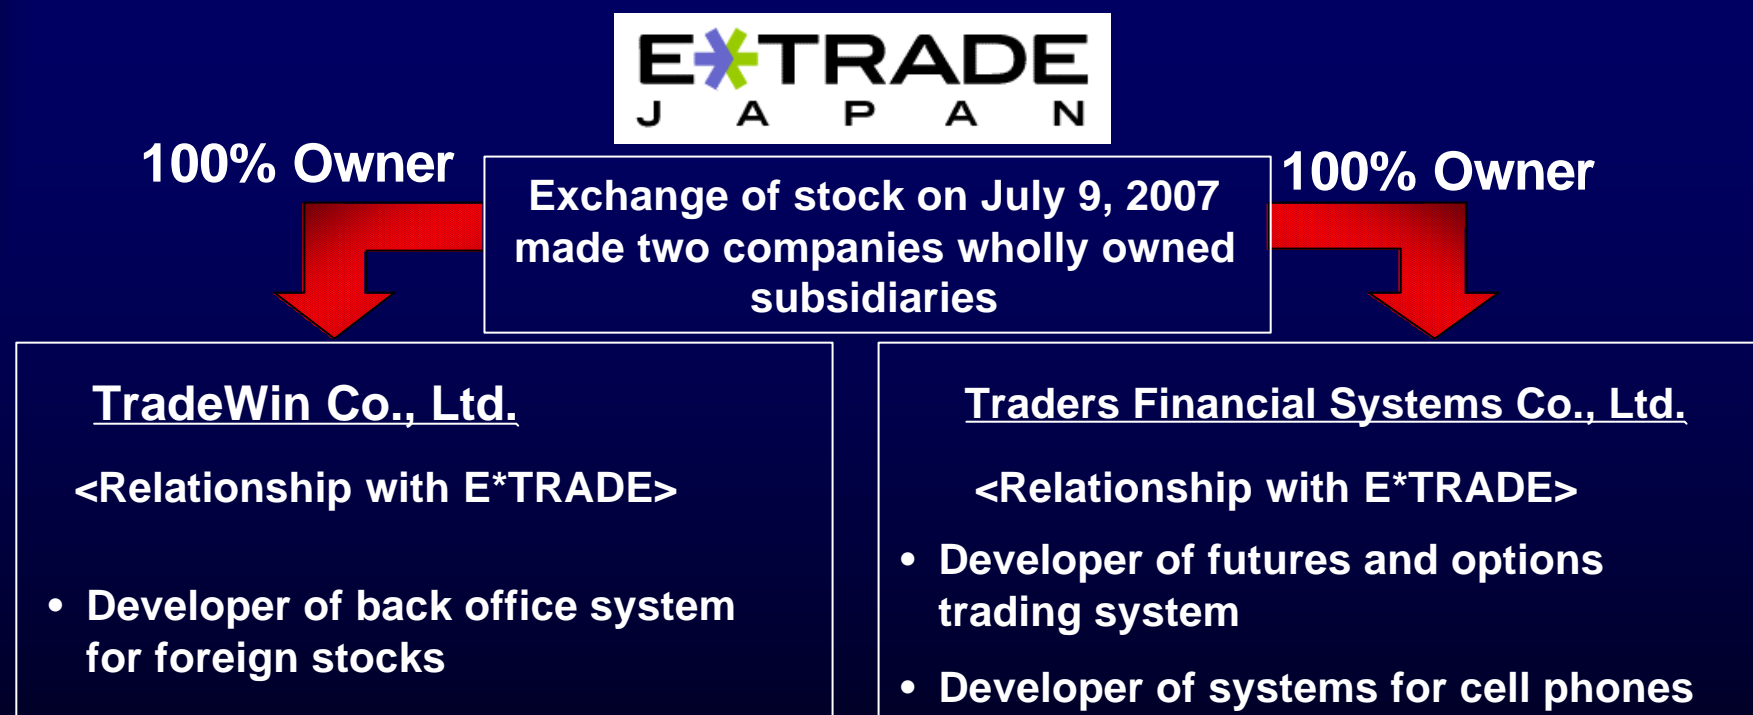 E*TRADE
JAPAN
100% Owner
100% Owner
Exchange of stock on July 9, 2007
made two companies wholly owned
subsidiaries
TradeWin Co., Ltd.
<Relationship with E*TRADE>
• Developer of back office system
for foreign stocks
Traders Financial Systems Co., Ltd.
<Relationship with E*TRADE>
• Developer of futures and options
trading system
• Developer of systems for cell phones